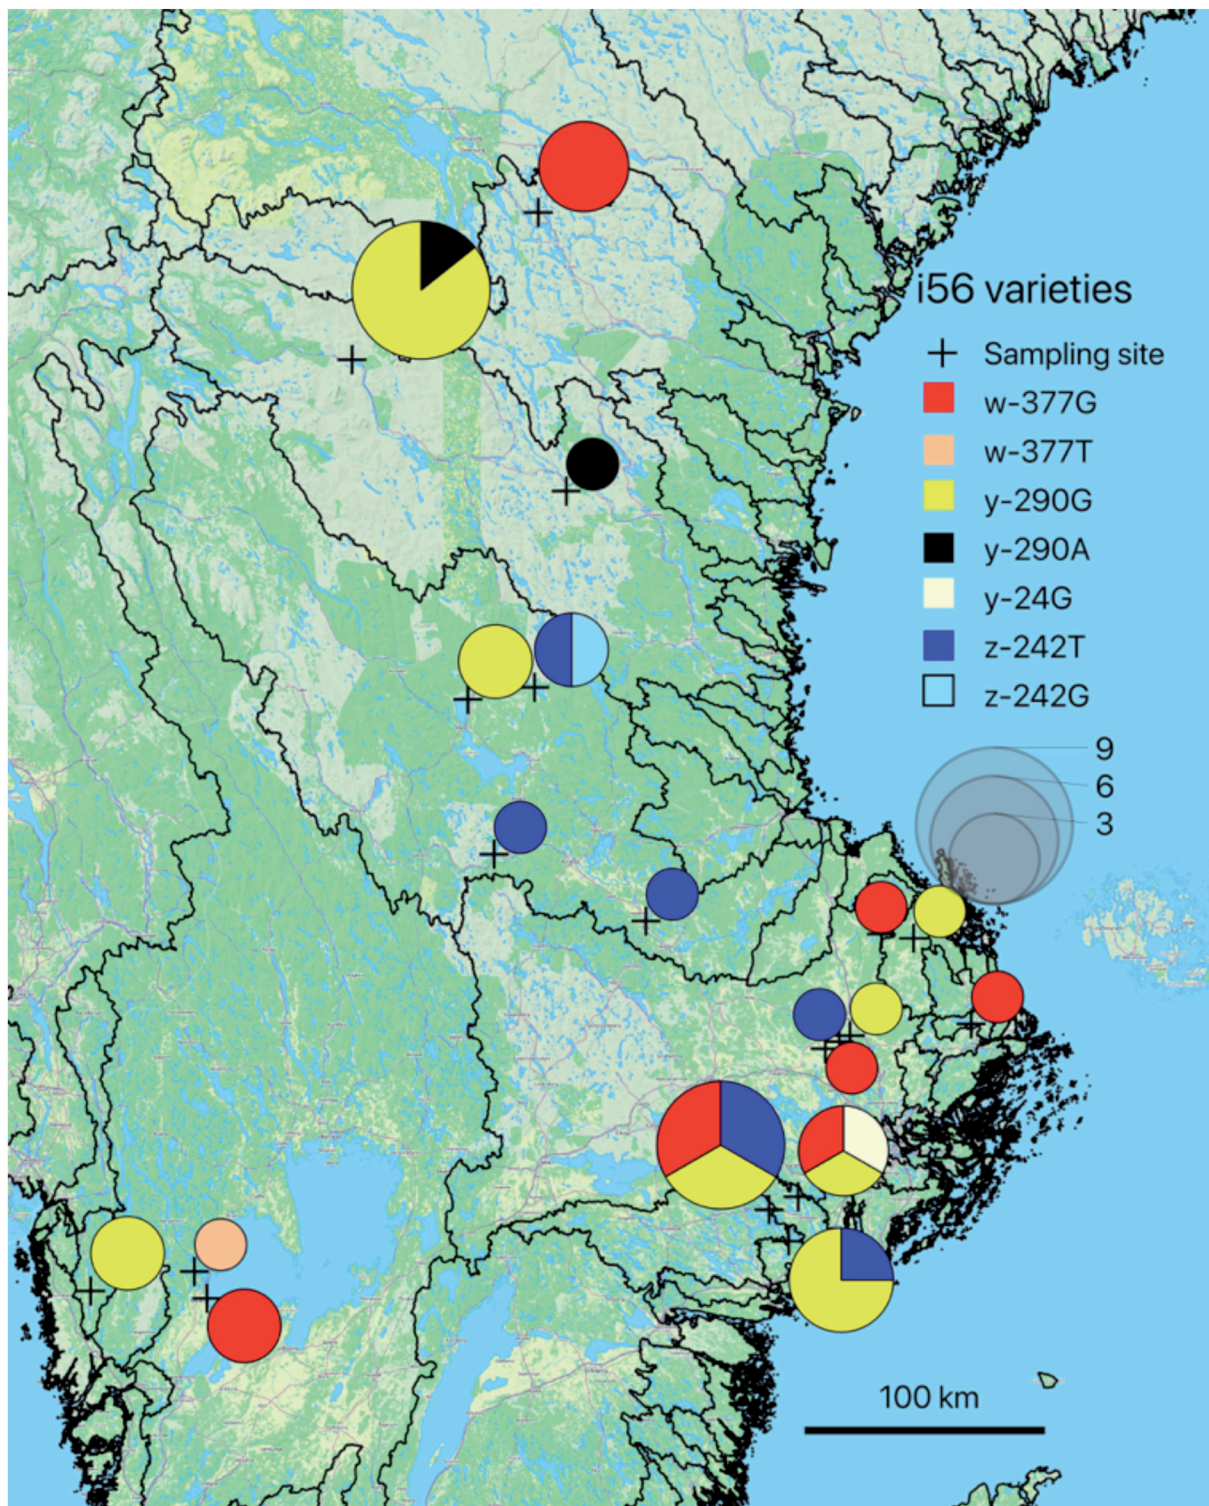 i56 varieties
Sampling site
w-377G
w-377T
y-290G
y-290A
y-24G
z-242T
z-242G
9
6
3
100 km